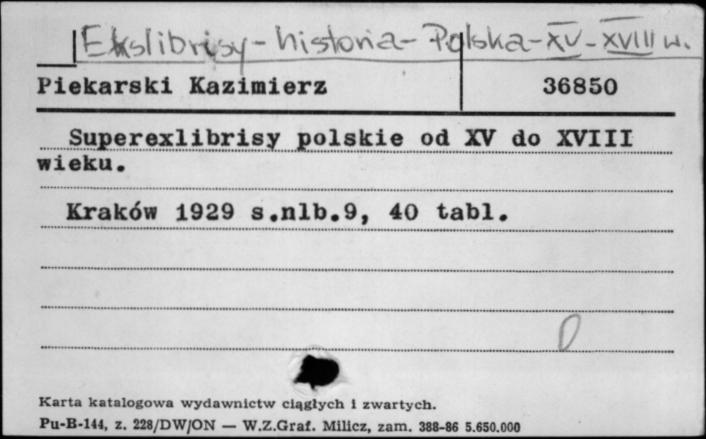 Ekslibrisy - historia - Polska - XV - XVIII w.
Piekarski Kazimierz 36850
Superexlibrisy polskie od XV do XVIII
wieku.
Kraków 1929 s.nlb.9, 40 tabl.
Karta katalogowa wydawnictw ciągłych i zwartych.
Pu-B-144, z. 228/DW/ON — W.Z.Graf. Milicz, zam. 388-86 5.650.000